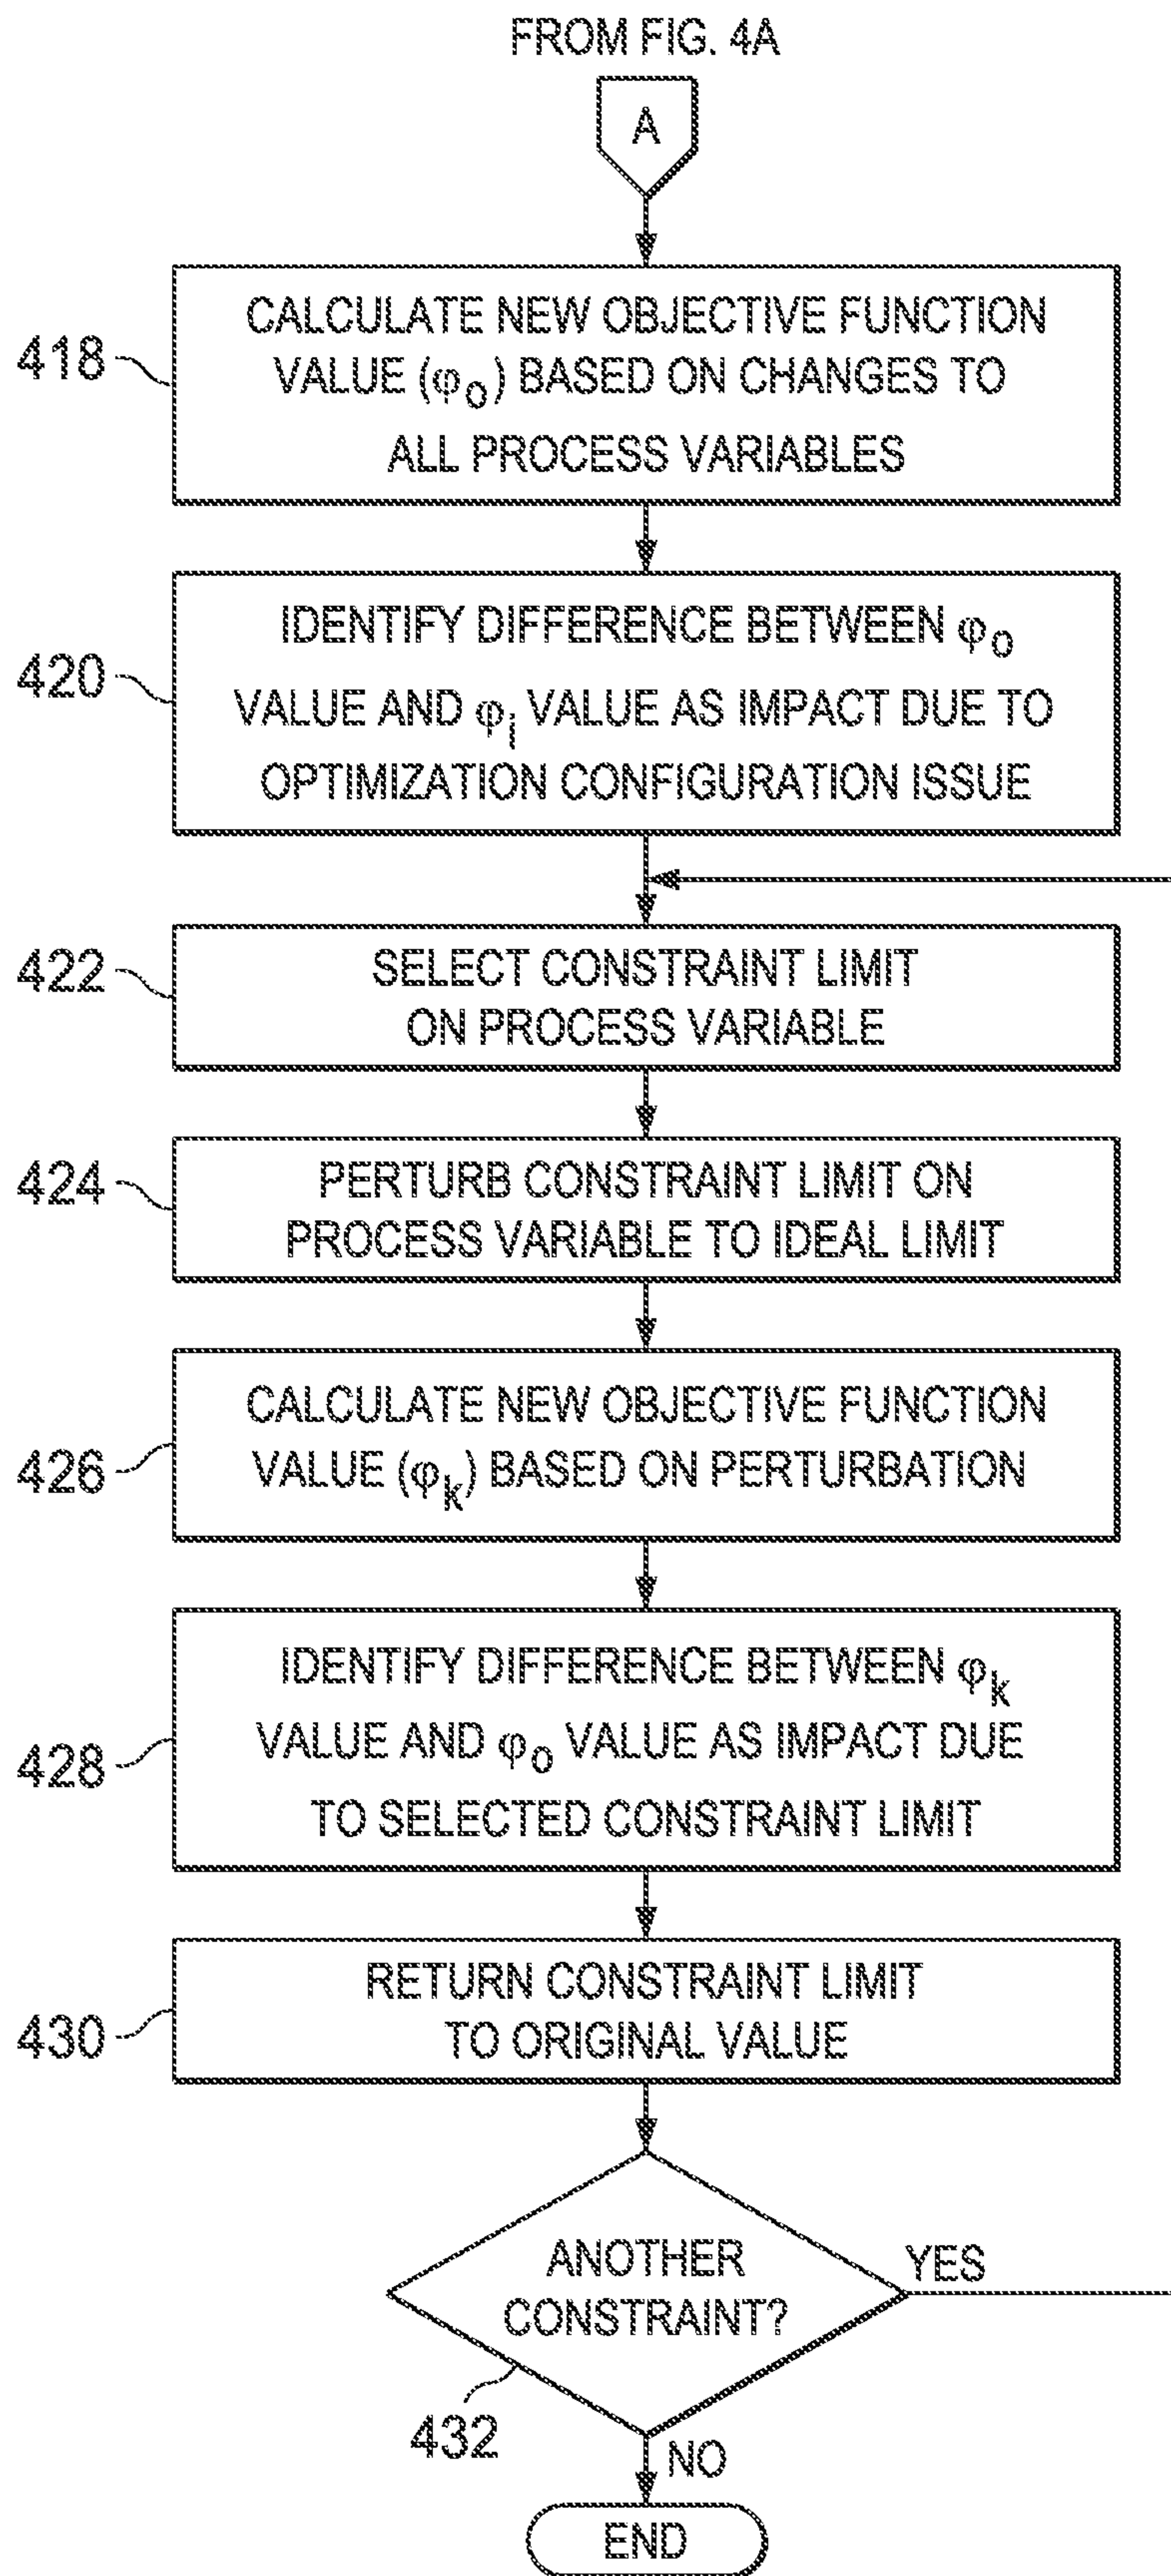 FROM FIG. 4A
A
418
CALCULATE NEW OBJECTIVE FUNCTION
VALUE (φo) BASED ON CHANGES TO
ALL PROCESS VARIABLES
420
IDENTIFY DIFFERENCE BETWEEN φo
VALUE AND φi VALUE AS IMPACT DUE TO
OPTIMIZATION CONFIGURATION ISSUE
422
SELECT CONSTRAINT LIMIT
ON PROCESS VARIABLE
424
PERTURB CONSTRAINT LIMIT ON
PROCESS VARIABLE TO IDEAL LIMIT
426
CALCULATE NEW OBJECTIVE FUNCTION
VALUE (φk) BASED ON PERTURBATION
428
IDENTIFY DIFFERENCE BETWEEN φk
VALUE AND φo VALUE AS IMPACT DUE
TO SELECTED CONSTRAINT LIMIT
430
RETURN CONSTRAINT LIMIT
TO ORIGINAL VALUE
ANOTHER
CONSTRAINT?
YES
432
NO
END